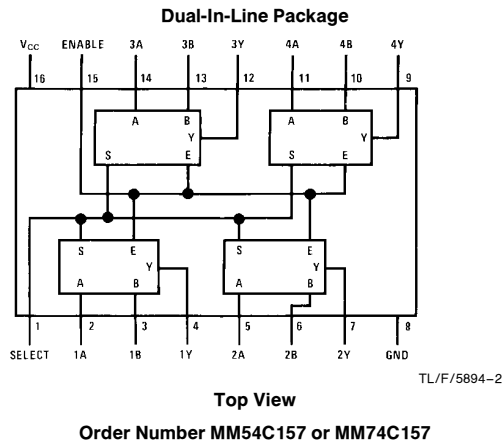 Dual-In-Line Package
VCC ENABLE 3A 3B 3Y 4A 4B 4Y
16 15 14 13 12 11 10 9
A B A B
Y Y
S E S E
S E S E
Y Y
A B A B
1 2 3 4 5 6 7 8
SELECT 1A 1B 1Y 2A 2B 2Y GND
TL/F/5894–2
Top View
Order Number MM54C157 or MM74C157